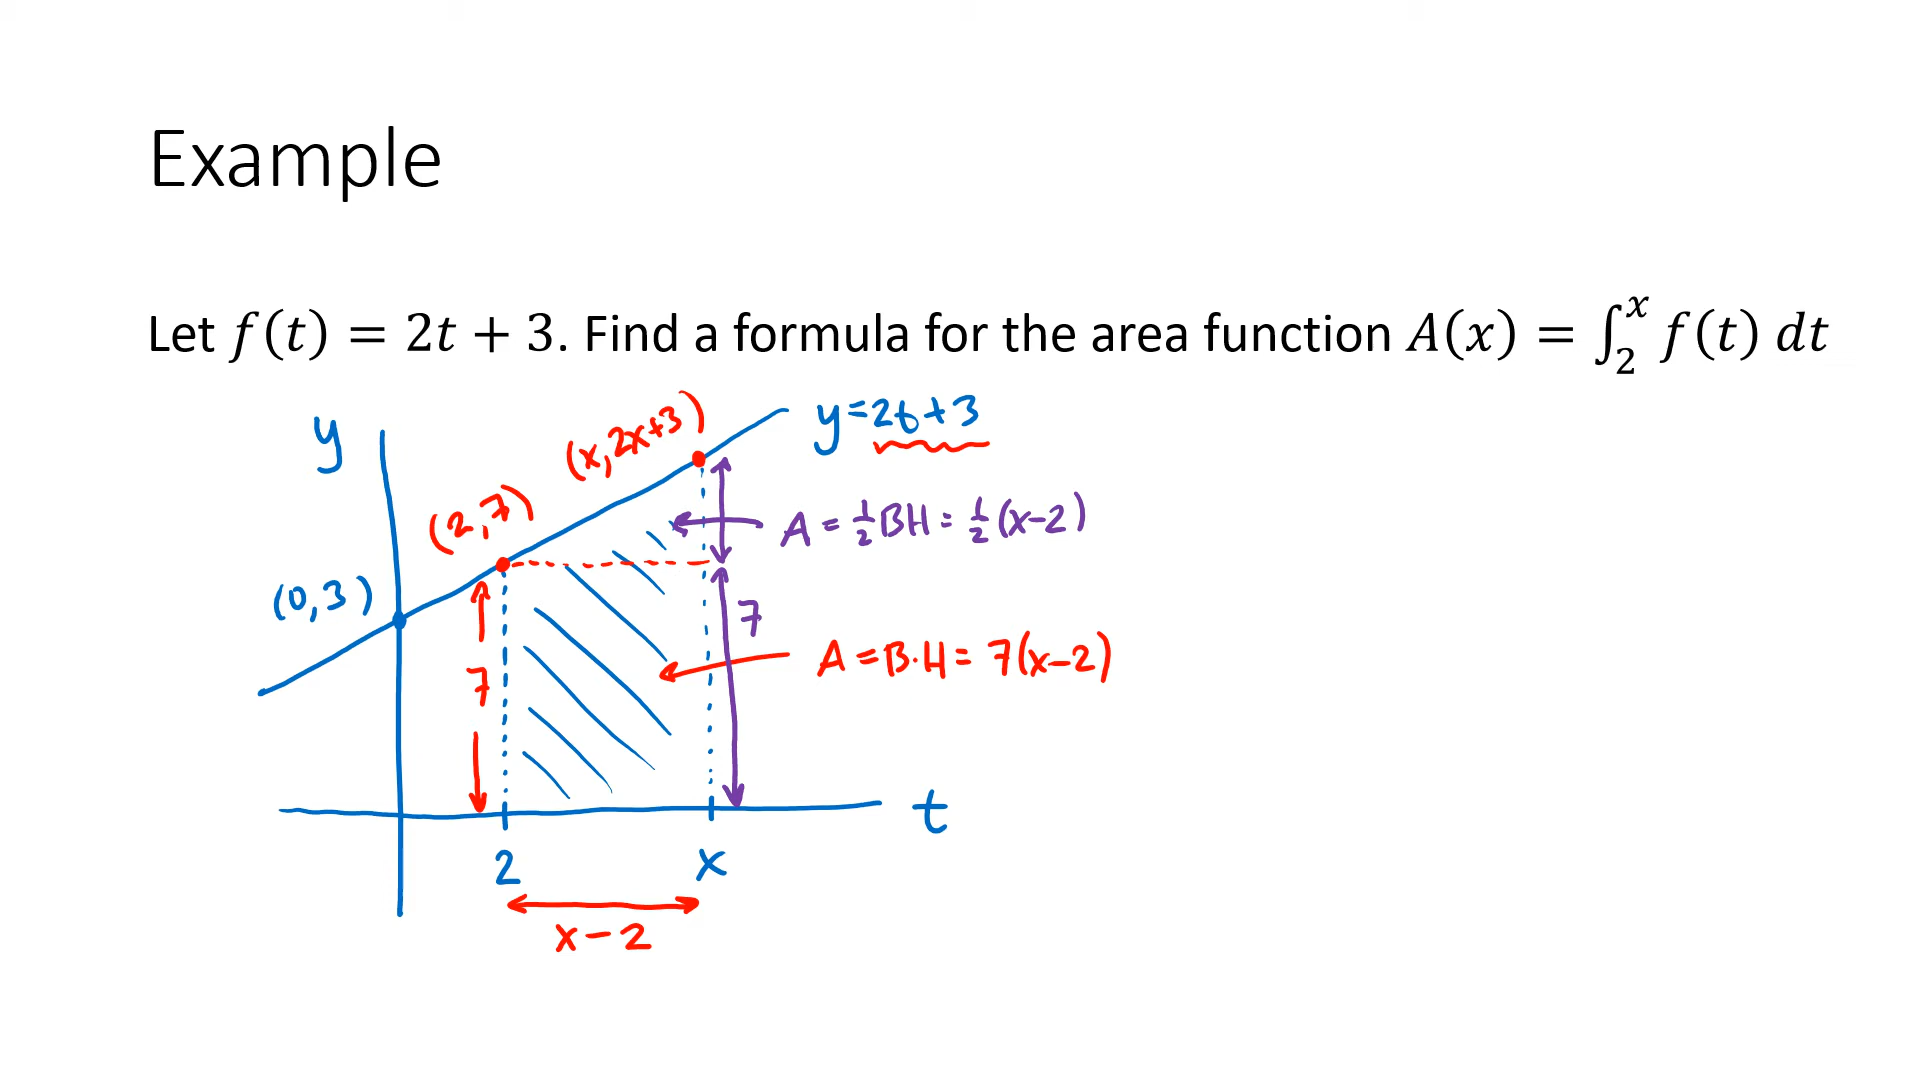 Example
Let f(t) = 2t + 3. Find a formula for the area function A(x) = ∫₂ˣ f(t) dt
y
y=2t+3
(x,2x+3)
(2,7)
A = ½BH = ½(x-2)
(0,3)
7
A = B·H = 7(x-2)
7
t
2
x
x-2